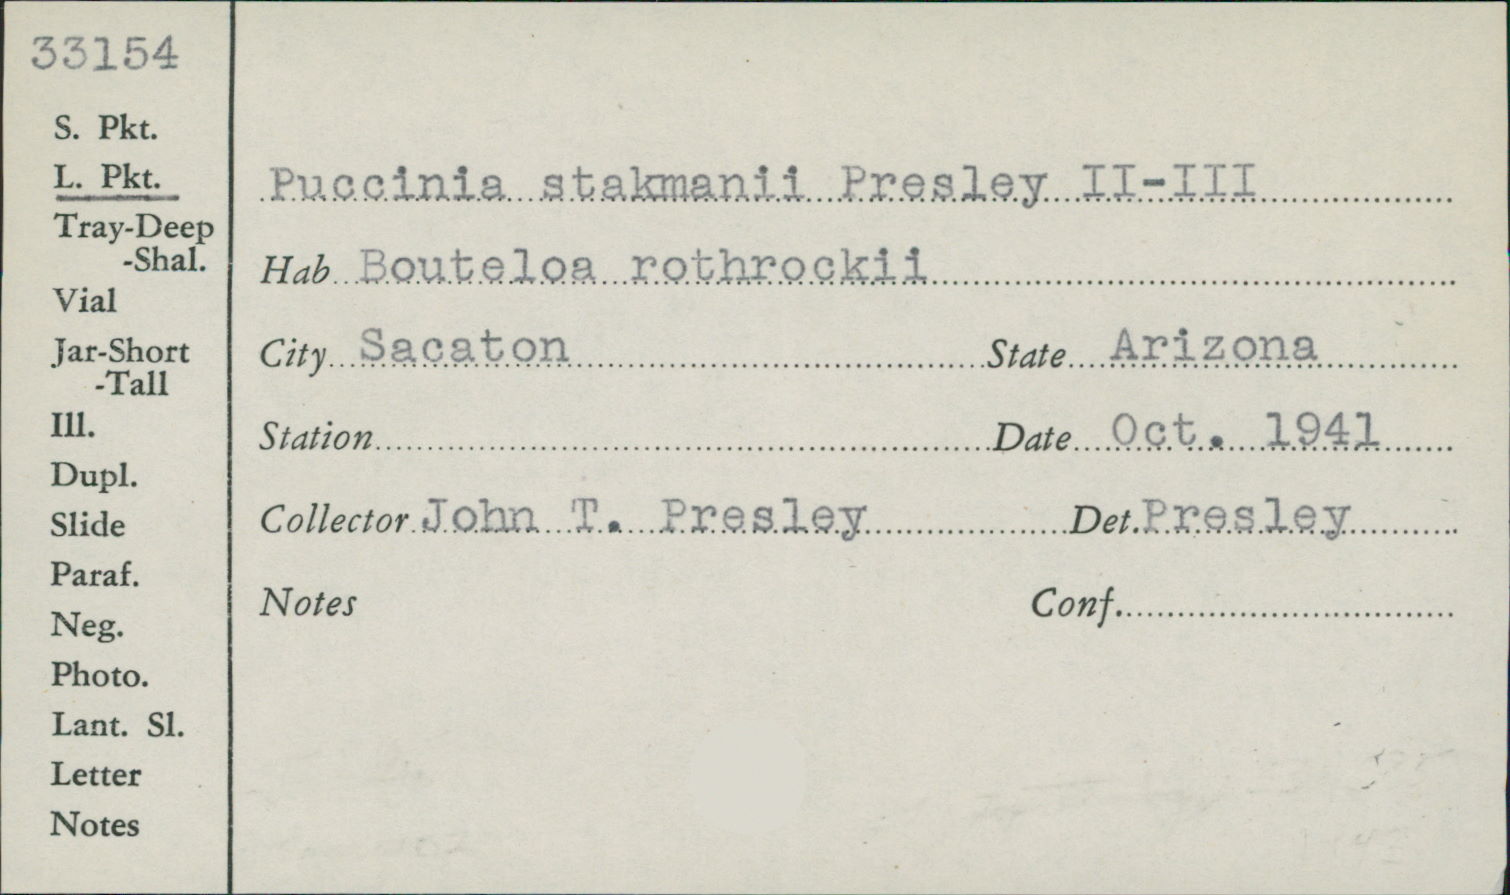 33154
S. Pkt.
L. Pkt.
Tray-Deep
-Shal.
Vial
Jar-Short
-Tall
Ill.
Dupl.
Slide
Paraf.
Neg.
Photo.
Lant. Sl.
Letter
Notes
Puccinia stakmanii Presley II-III
Hab Bouteloa rothrockii
City Sacaton State Arizona
Station Date Oct. 1941
Collector John T. Presley Det. Presley
Notes Conf.